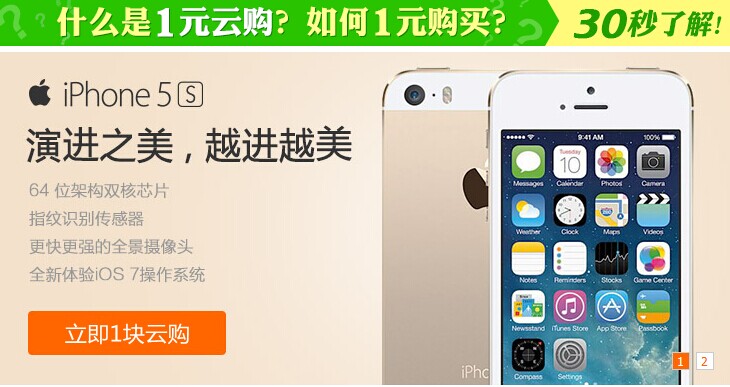 什么是1元云购？如何1元购买？ 30秒了解!
iPhone 5 S
演进之美，越进越美
64 位架构双核芯片
指纹识别传感器
更快更强的全景摄像头
全新体验iOS 7操作系统
立即1块云购
9:41 AM 100%
Tuesday
10
Messages Calendar Photos Camera
Weather Clock Maps Videos
Notes Reminders Stocks Game Center
Newsstand iTunes Store App Store Passbook
Compass Settings
iPho
1 2